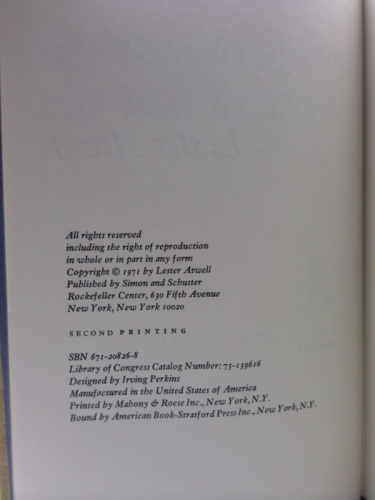 All rights reserved
including the right of reproduction
in whole or in part in any form
Copyright © 1971 by Lester Atwell
Published by Simon and Schuster
Rockefeller Center, 630 Fifth Avenue
New York, New York 10020
SECOND PRINTING
SBN 671-20826-8
Library of Congress Catalog Number: 75-139616
Designed by Irving Perkins
Manufactured in the United States of America
Printed by Mahony & Roese Inc., New York, N.Y.
Bound by American Book-Stratford Press Inc., New York, N.Y.